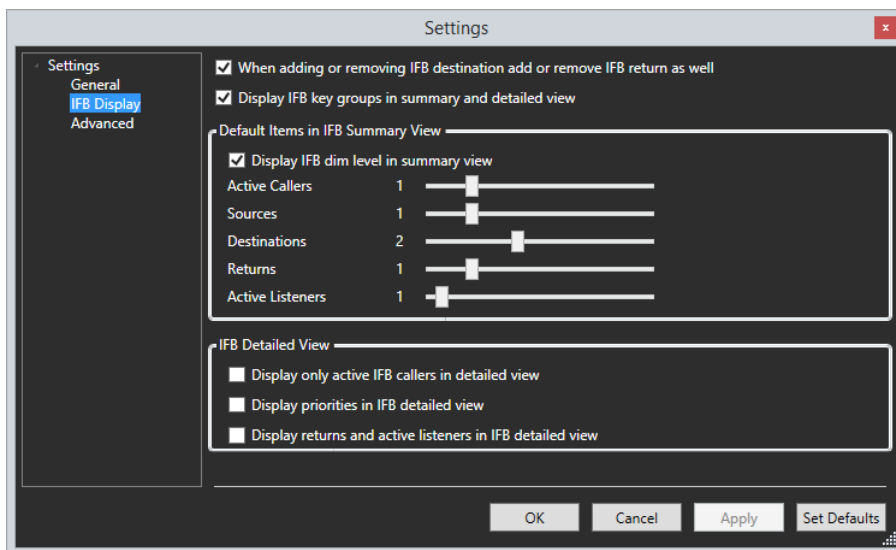 Settings
x
Settings
General
IFB Display
Advanced
When adding or removing IFB destination add or remove IFB return as well
Display IFB key groups in summary and detailed view
Default Items in IFB Summary View
Display IFB dim level in summary view
Active Callers 1
Sources 1
Destinations 2
Returns 1
Active Listeners 1
IFB Detailed View
Display only active IFB callers in detailed view
Display priorities in IFB detailed view
Display returns and active listeners in IFB detailed view
OK Cancel Apply Set Defaults